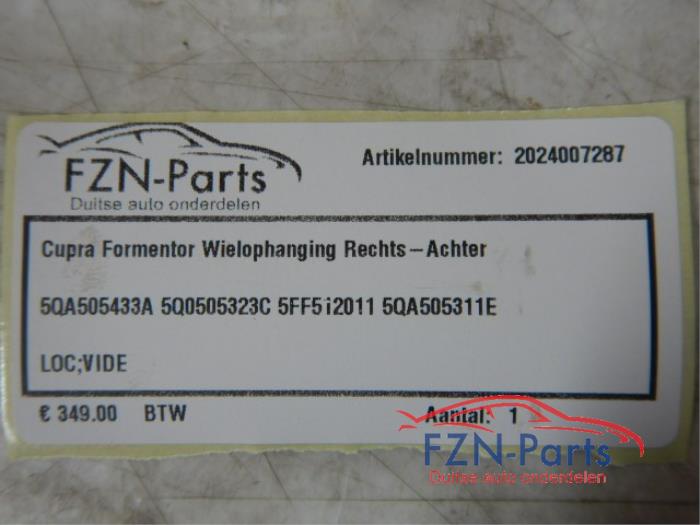 FZN-Parts
Duitse auto onderdelen
Artikelnummer: 2024007287
Cupra Formentor Wielophanging Rechts-Achter
5QA505433A 5Q0505323C 5FF5i2011 5QA505311E
LOC;VIDE
€ 349.00 BTW
Aantal: 1
FZN-Parts
Duitse auto onderdelen